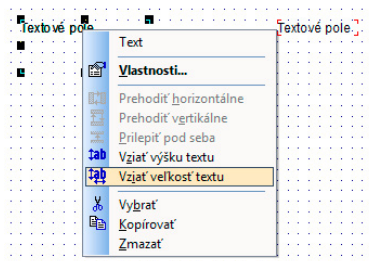 Textové pole
Textové pole
Text
Vlastnosti...
Prehodiť horizontálne
Prehodiť vertikálne
Prilepiť pod seba
Vziať výšku textu
Vziať veľkosť textu
Vybrať
Kopírovať
Zmazať